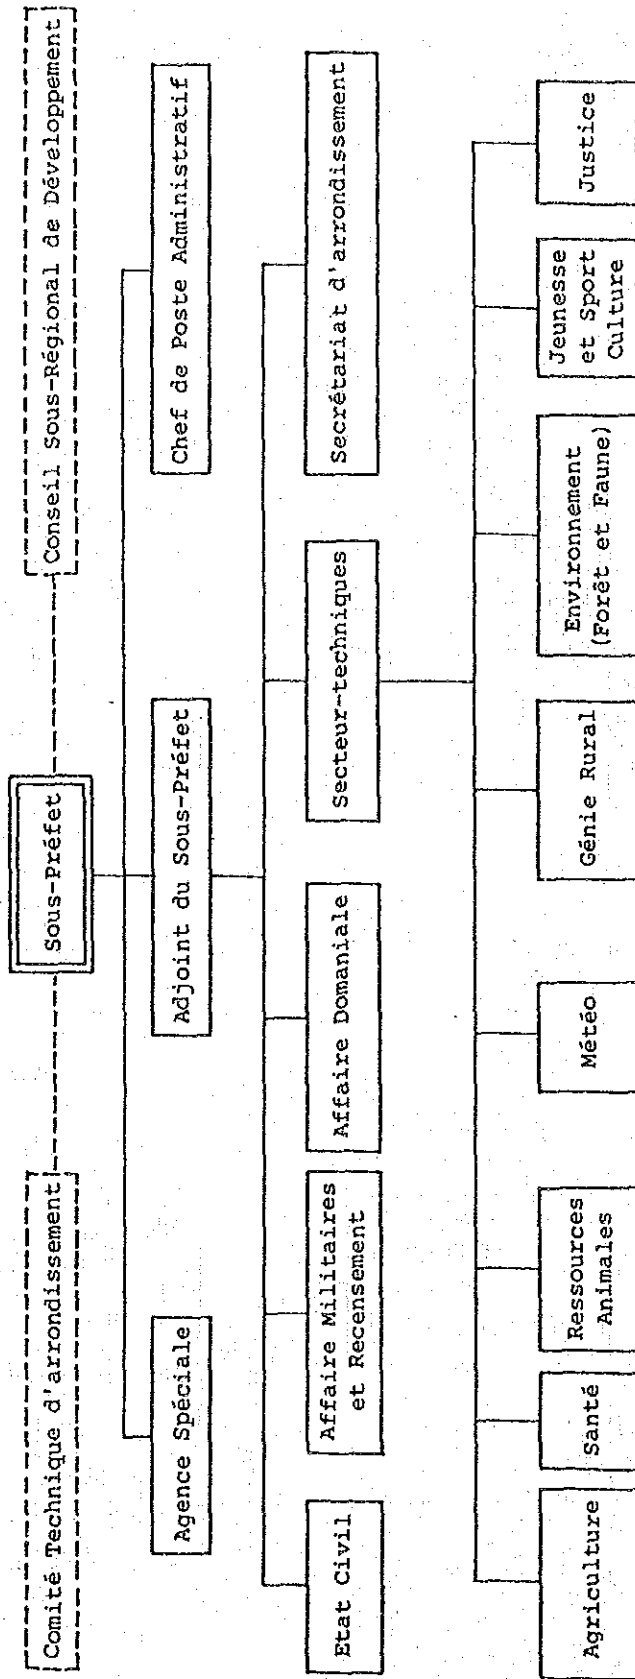 Comité Technique d'arrondissement
Sous-Préfet
Conseil Sous-Régional de Développement
Agence Spéciale
Adjoint du Sous-Préfet
Chef de Poste Administratif
Etat Civil
Affaire Militaires
et Recensement
Affaire Domaniale
Secteur-techniques
Secrétariat d'arrondissement
Agriculture
Santé
Ressources
Animales
Météo
Génie Rural
Environnement
(Forêt et Faune)
Jeunesse
et Sport
Culture
Justice